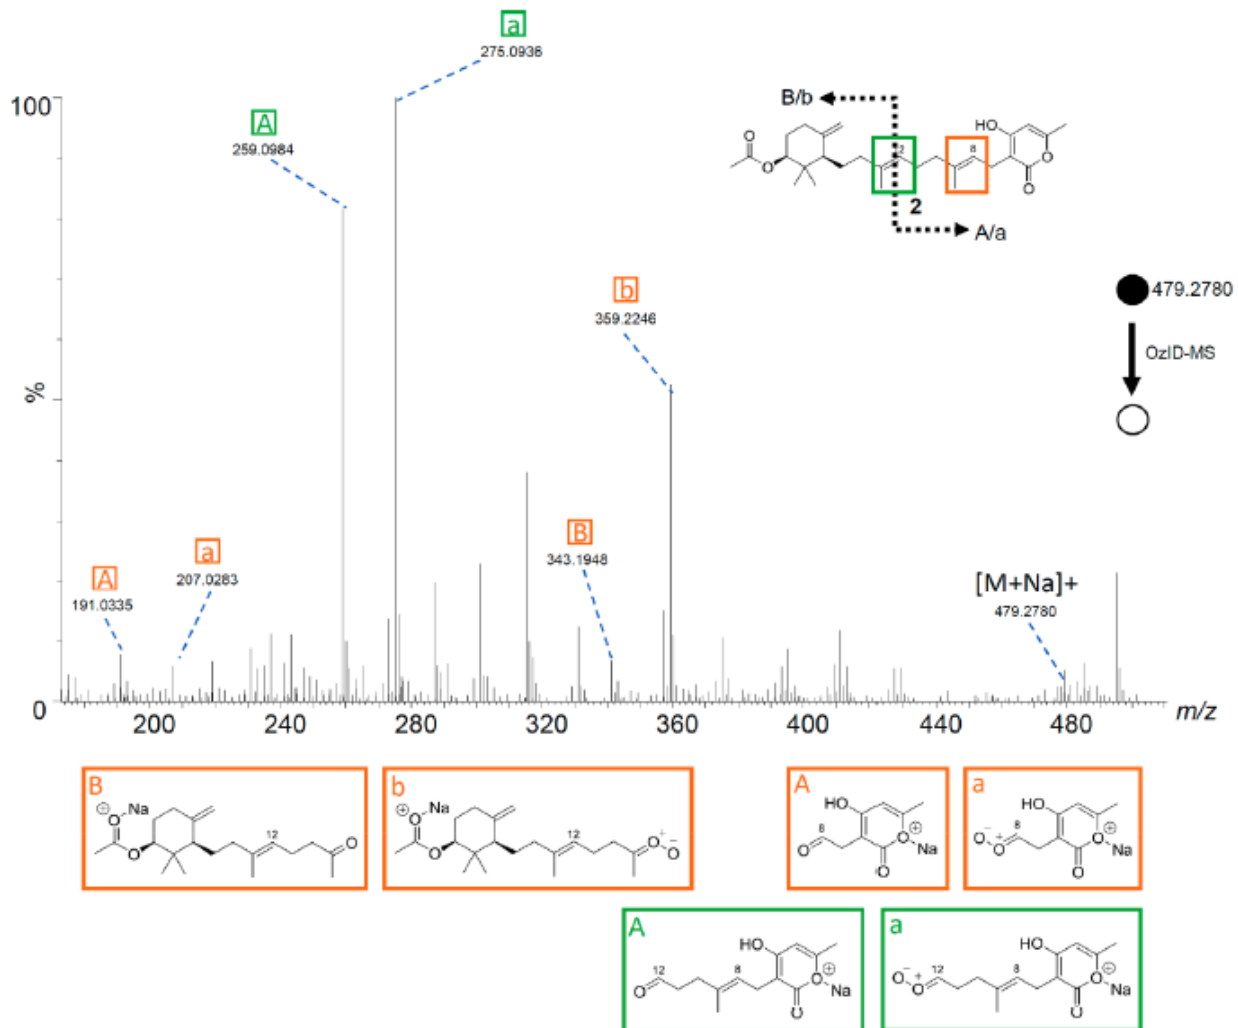 a
275.0936
100
A
259.0984
B/b
HO
O
O
O
O
12
8
2
A/a
b
359.2246
479.2780
OzID-MS
%
B
343.1948
a
207.0283
A
191.0335
[M+Na]+
479.2780
0
200 240 280 320 360 400 440 480 m/z
B
⊕ Na
O
O
12
O
b
⊕ Na
O
O
12
O + −
O
A
HO
8
O
O ⊕
Na
O
a
HO
O− + 8
O
O ⊕
Na
O
A
HO
12
8
O
O ⊕
Na
O
a
HO
O− + 12
8
O
O ⊕
Na
O